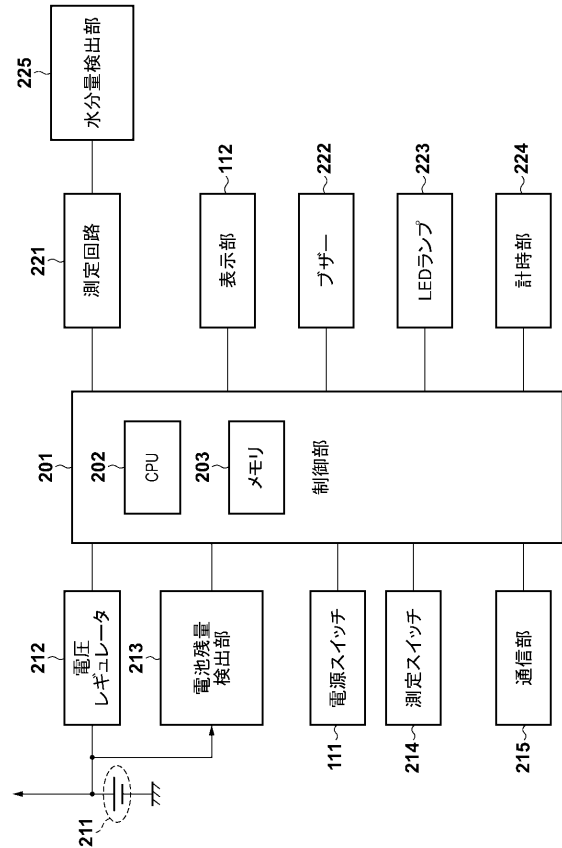 225
水分量検出部
221
測定回路
112
表示部
222
ブザー
223
LEDランプ
224
計時部
201
202
CPU
203
メモリ
制御部
212
電圧
レギュレータ
213
電池残量
検出部
電源スイッチ
111
測定スイッチ
214
通信部
215
211